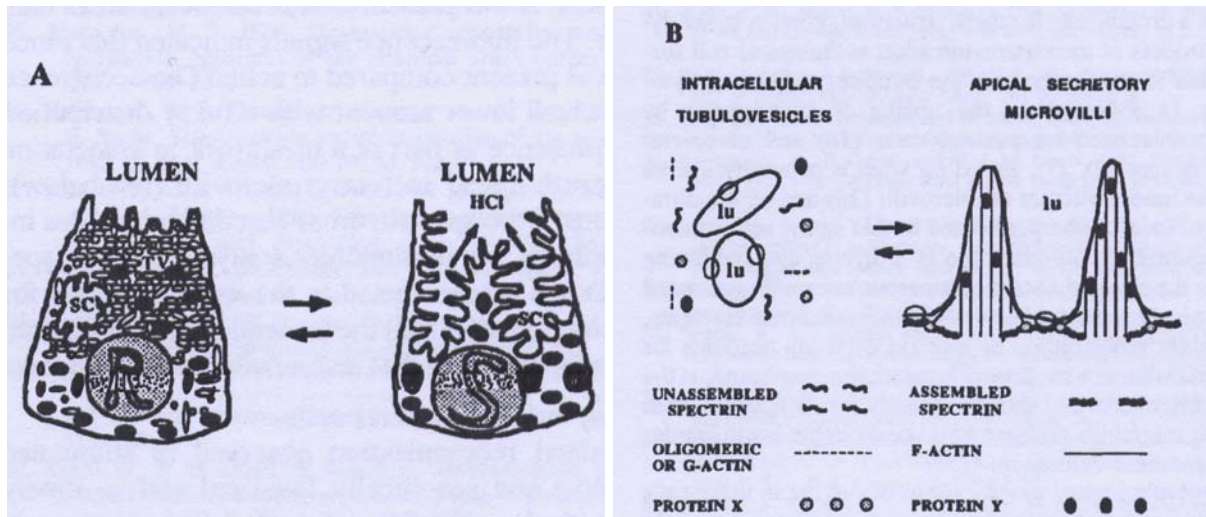 A
LUMEN
TV
SC
R
LUMEN
HCl
SC
S
B
INTRACELLULAR
TUBULOVESICLES
lu
lu
APICAL SECRETORY
MICROVILLI
lu
UNASSEMBLED
SPECTRIN
ASSEMBLED
SPECTRIN
OLIGOMERIC
OR G-ACTIN
F-ACTIN
PROTEIN X
PROTEIN Y